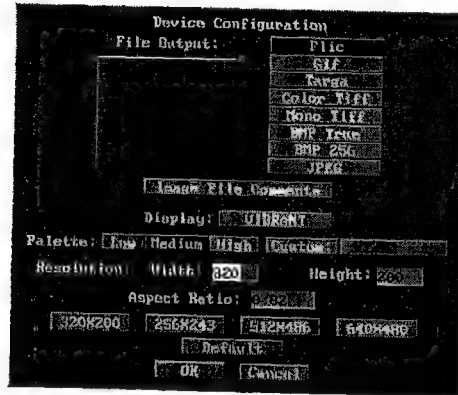 Device Configuration
File Output:
Flic
Gif
Targa
Color Tiff
Mono Tiff
BMP True
BMP 256
JPEG
Image File Comments
Display: VIBRANT
Palette: Low Medium High Custom
Resolution: Width: 320 Height: 200
Aspect Ratio:
320X200 256X243 512X486 640X480
Default
OK Cancel